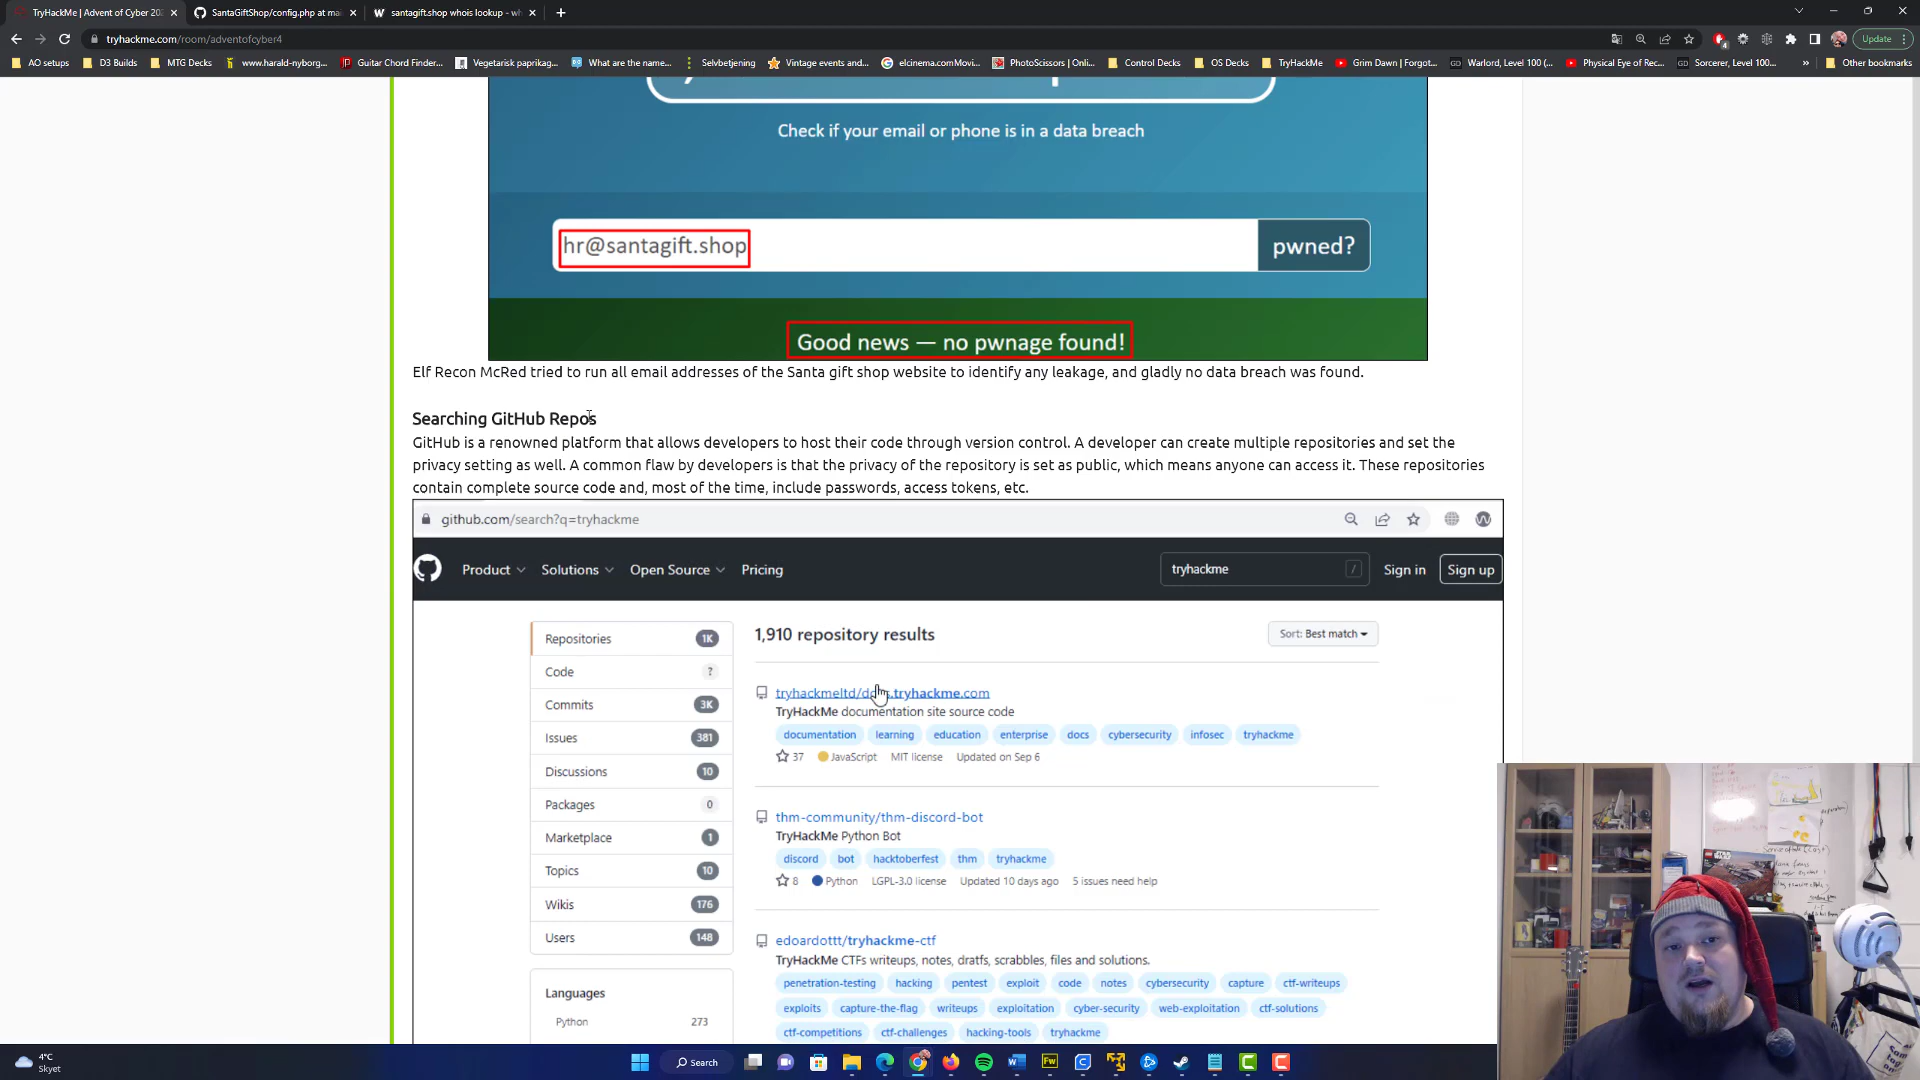 TryHackMe | Advent of Cyber 202
SantaGiftShop/config.php at ma
santagift.shop whois lookup - wh
tryhackme.com/room/adventofcyber4
Update
AO setups
D3 Builds
MTG Decks
www.harald-nyborg...
Guitar Chord Finder...
Vegetarisk paprikag...
What are the name...
Selvbetjening
Vintage events and...
elcinema.comMovi...
PhotoScissors | Onli...
Control Decks
OS Decks
TryHackMe
Grim Dawn | Forgot...
Warlord, Level 100 (...
Physical Eye of Rec...
Sorcerer, Level 100...
Other bookmarks
Check if your email or phone is in a data breach
hr@santagift.shop
pwned?
Good news — no pwnage found!
Elf Recon McRed tried to run all email addresses of the Santa gift shop website to identify any leakage, and gladly no data breach was found.
Searching GitHub Repos
GitHub is a renowned platform that allows developers to host their code through version control. A developer can create multiple repositories and set the
privacy setting as well. A common flaw by developers is that the privacy of the repository is set as public, which means anyone can access it. These repositories
contain complete source code and, most of the time, include passwords, access tokens, etc.
github.com/search?q=tryhackme
Product
Solutions
Open Source
Pricing
tryhackme
/
Sign in
Sign up
Repositories 1K
Code ?
Commits 3K
Issues 381
Discussions 10
Packages 0
Marketplace 1
Topics 10
Wikis 176
Users 148
Languages
Python 273
1,910 repository results
Sort: Best match
tryhackmeltd/docs.tryhackme.com
TryHackMe documentation site source code
documentation learning education enterprise docs cybersecurity infosec tryhackme
37 JavaScript MIT license Updated on Sep 6
thm-community/thm-discord-bot
TryHackMe Python Bot
discord bot hacktoberfest thm tryhackme
8 Python LGPL-3.0 license Updated 10 days ago 5 issues need help
edoardottt/tryhackme-ctf
TryHackMe CTFs writeups, notes, dratfs, scrabbles, files and solutions.
penetration-testing hacking pentest exploit code notes cybersecurity capture ctf-writeups
exploits capture-the-flag writeups exploitation cyber-security web-exploitation ctf-solutions
ctf-competitions ctf-challenges hacking-tools tryhackme
4°C
Skyet
Search